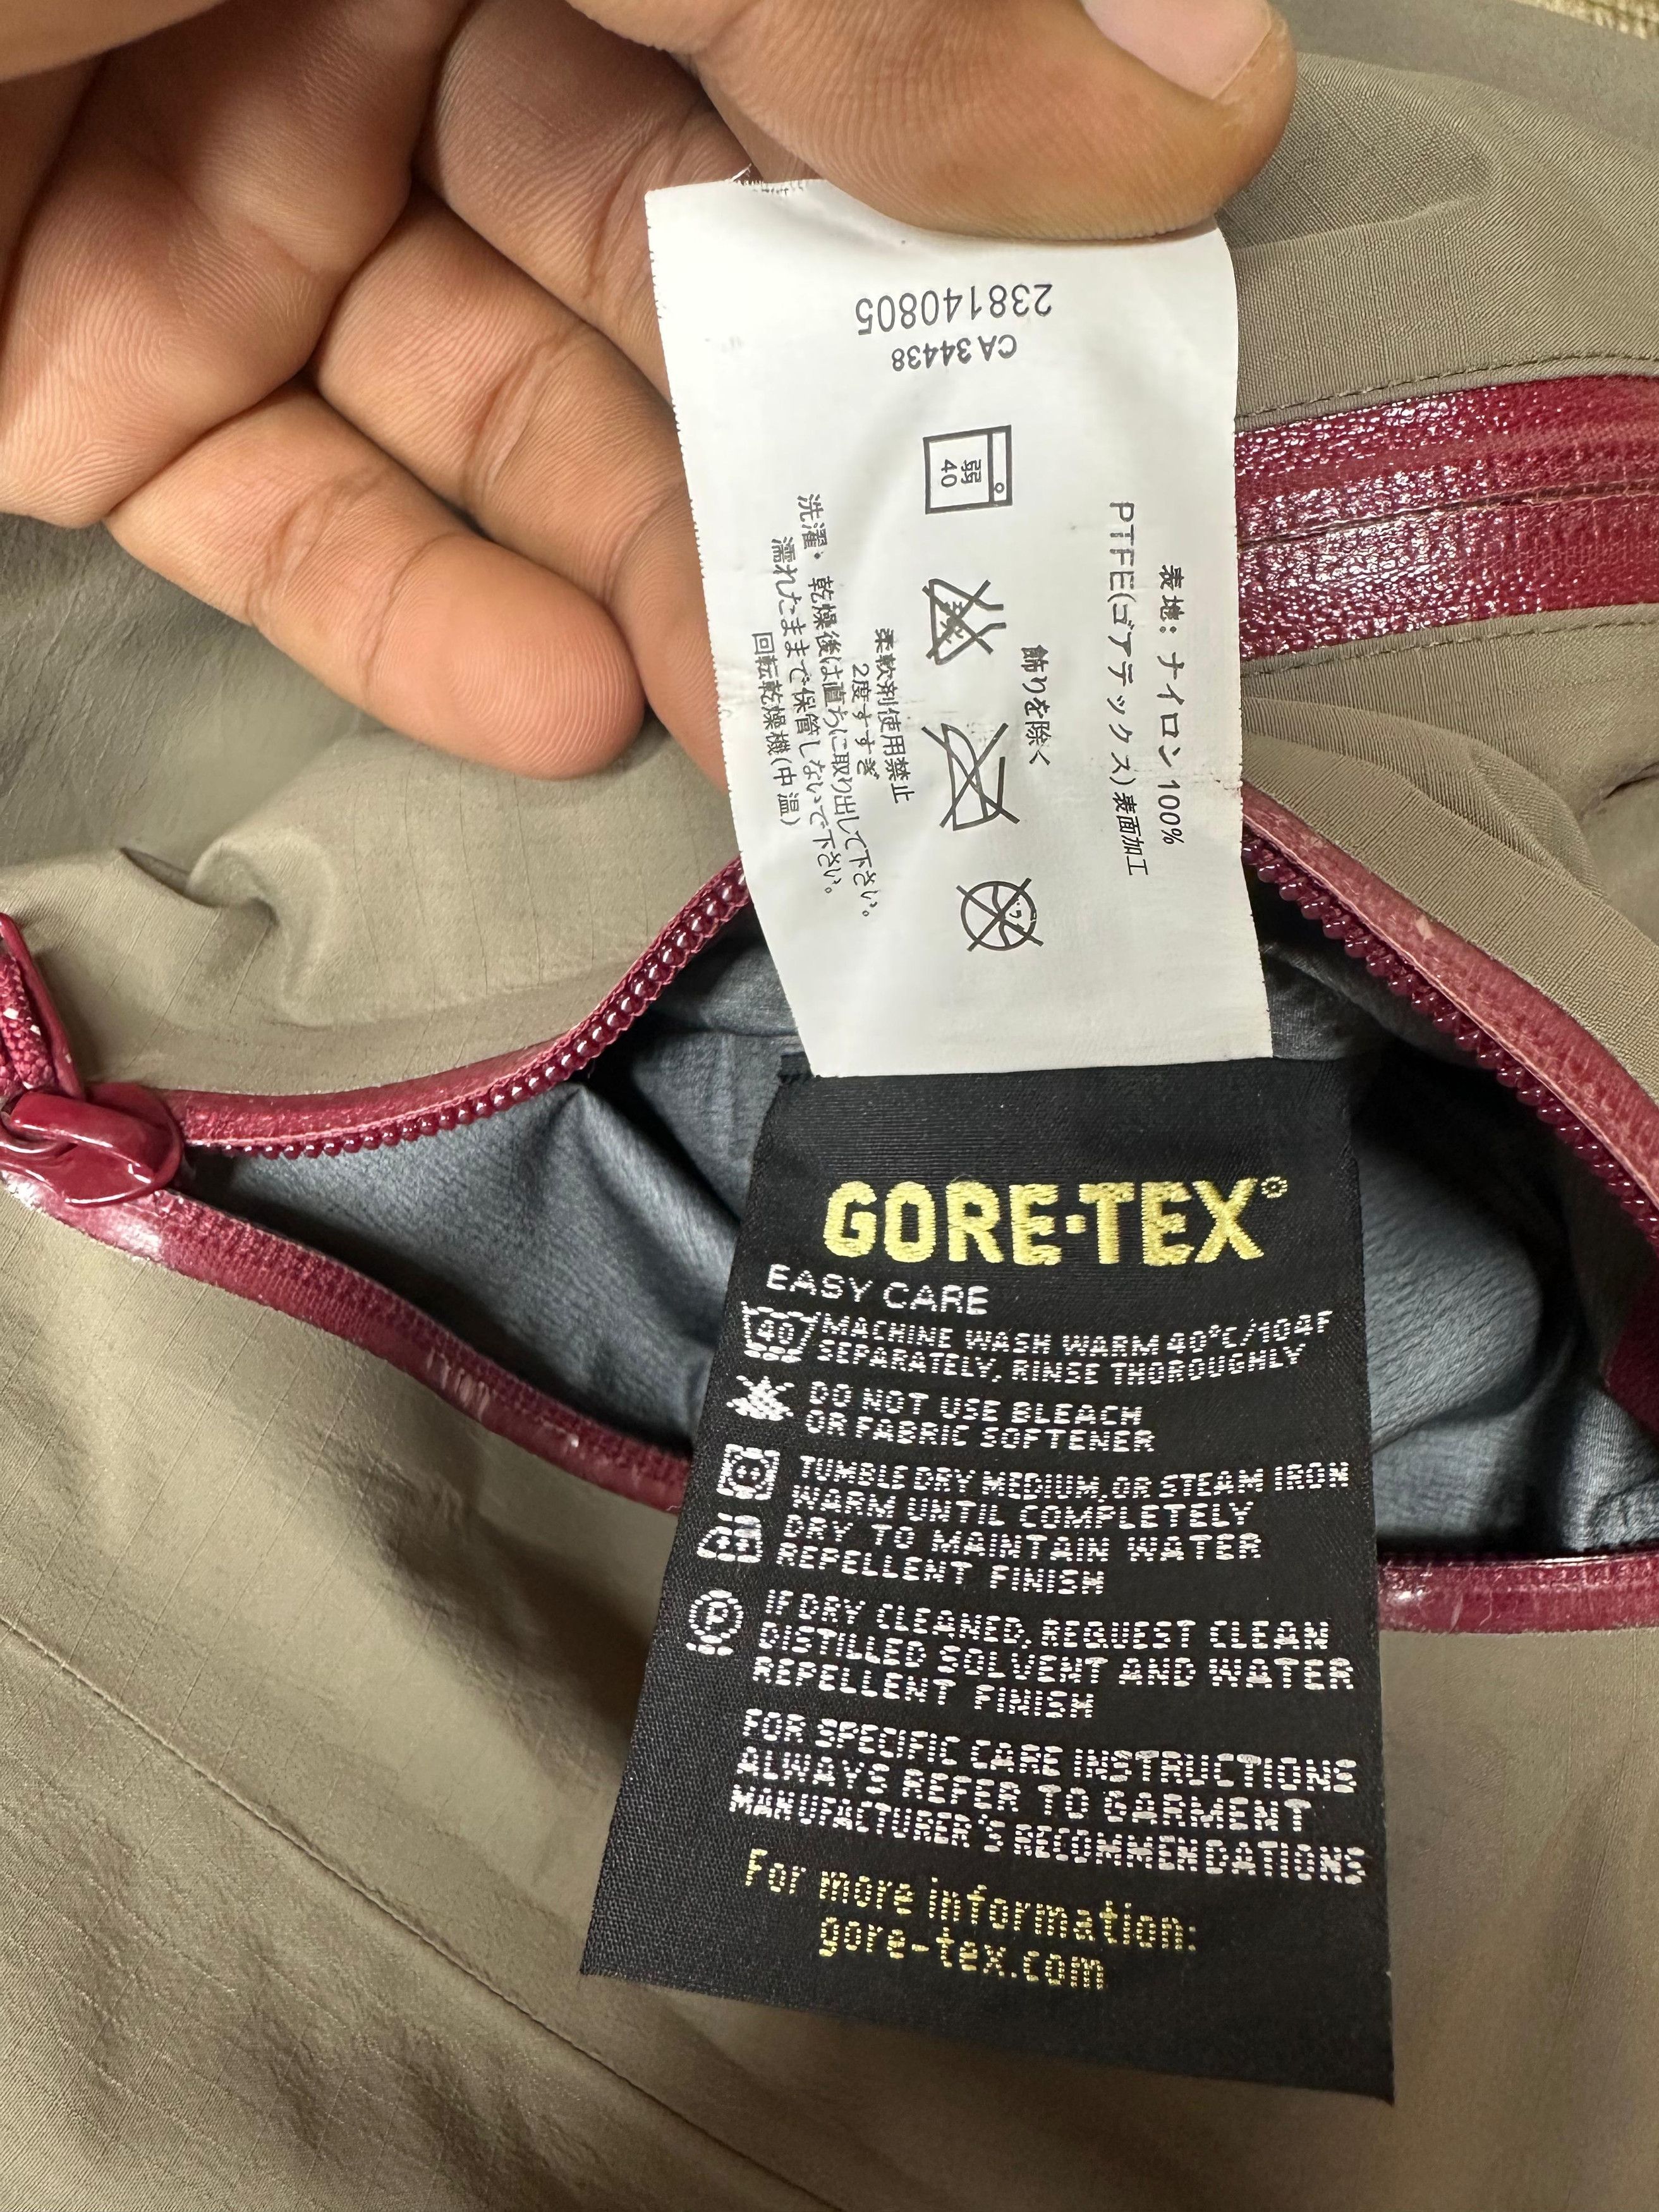 238140805
CA 34438
弱
40
表地: ナイロン 100%
PTFE(ゴアテックス)表面加工
飾りを除く
柔軟剤使用禁止
2度すすぎ
洗濯・乾燥後は直ちに取り出して下さい。
濡れたままで保管しないで下さい。
回転乾燥機(中温)
GORE-TEX®
EASY CARE
40 MACHINE WASH WARM 40°C/104F
SEPARATELY, RINSE THOROUGHLY
DO NOT USE BLEACH
OR FABRIC SOFTENER
TUMBLE DRY MEDIUM, OR STEAM IRON
WARM UNTIL COMPLETELY
DRY TO MAINTAIN WATER
REPELLENT FINISH
P IF DRY CLEANED, REQUEST CLEAN
DISTILLED SOLVENT AND WATER
REPELLENT FINISH
FOR SPECIFIC CARE INSTRUCTIONS
ALWAYS REFER TO GARMENT
MANUFACTURER'S RECOMMENDATIONS
For more information:
gore-tex.com